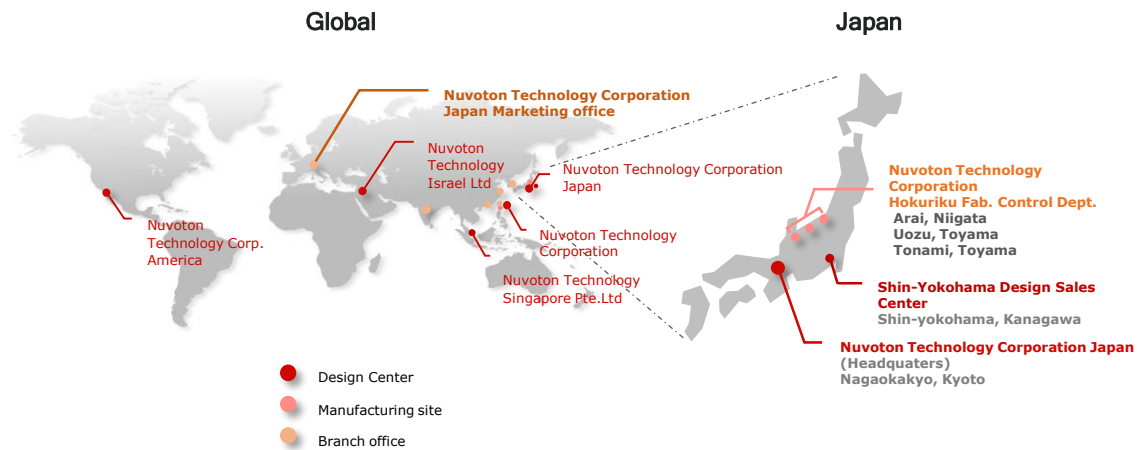 Global
Japan
Nuvoton Technology Corporation
Japan Marketing office
Nuvoton
Technology
Israel Ltd
Nuvoton Technology Corporation
Japan
Nuvoton
Technology Corp.
America
Nuvoton Technology
Corporation
Nuvoton Technology
Singapore Pte.Ltd
Nuvoton Technology
Corporation
Hokuriku Fab. Control Dept.
Arai, Niigata
Uozu, Toyama
Tonami, Toyama
Shin-Yokohama Design Sales
Center
Shin-yokohama, Kanagawa
Nuvoton Technology Corporation Japan
(Headquaters)
Nagaokakyo, Kyoto
Design Center
Manufacturing site
Branch office